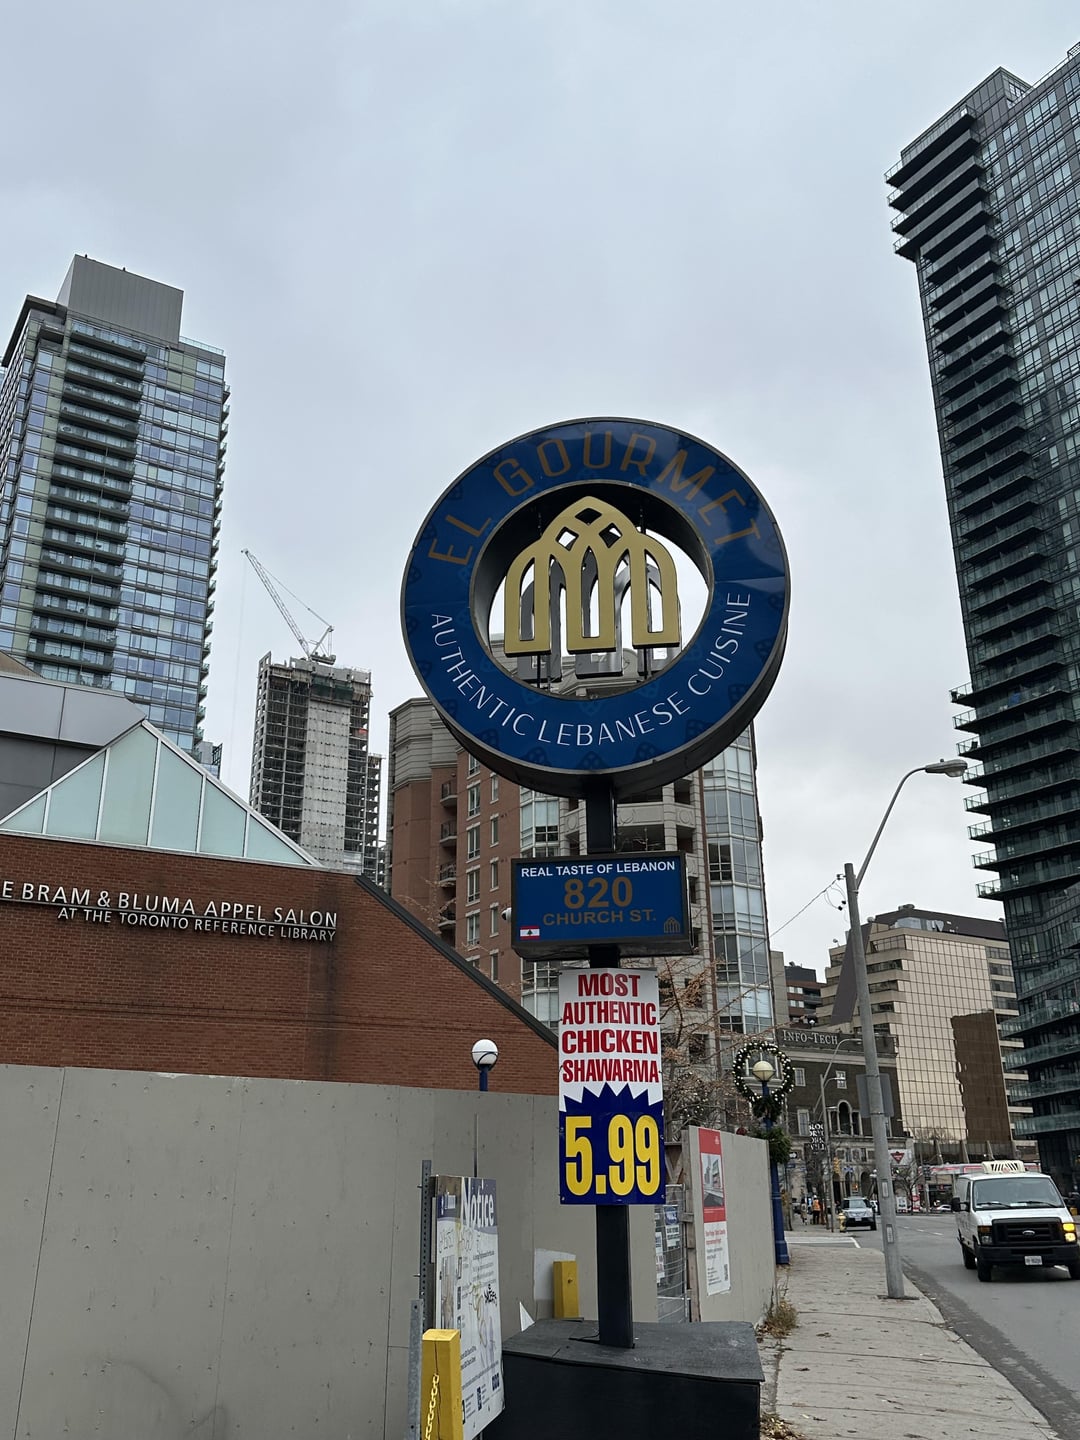 EL GOURMET
AUTHENTIC LEBANESE CUISINE
REAL TASTE OF LEBANON
820
CHURCH ST.
MOST
AUTHENTIC
CHICKEN
SHAWARMA
5.99
E BRAM & BLUMA APPEL SALON
AT THE TORONTO REFERENCE LIBRARY
INFO-TECH
Notice